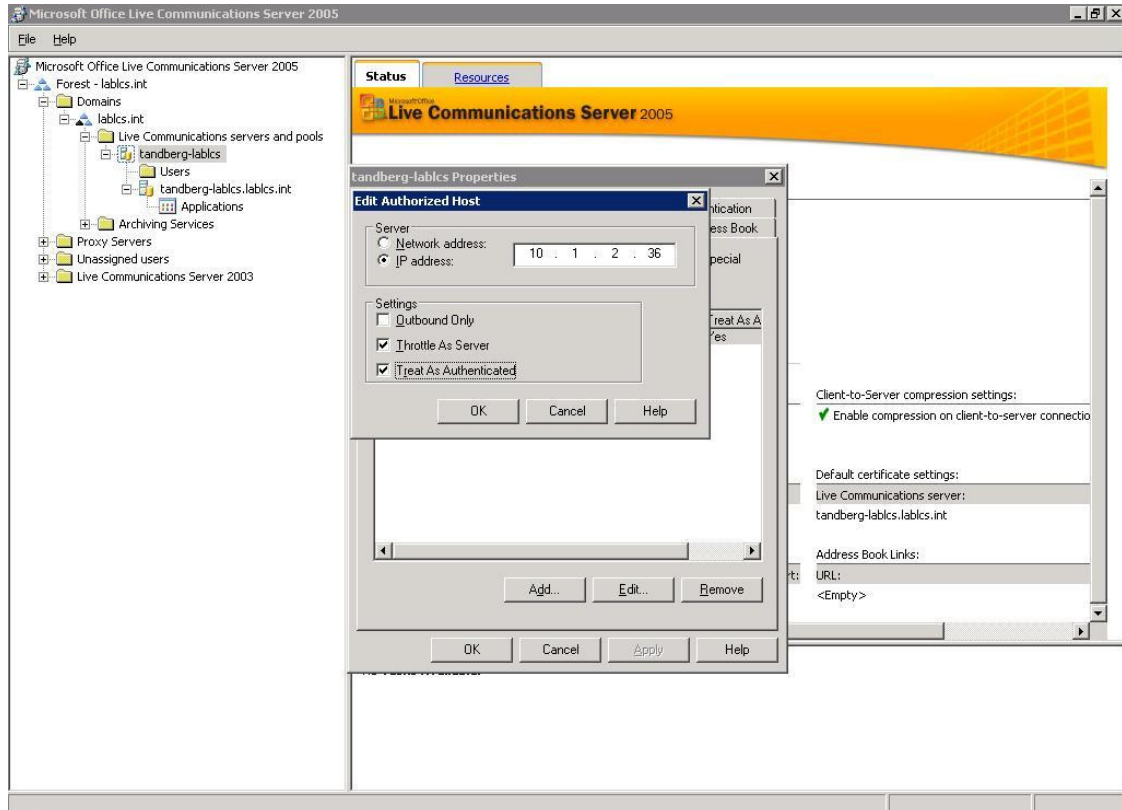 Microsoft Office Live Communications Server 2005
File Help
Microsoft Office Live Communications Server 2005
Forest - lablcs.int
Domains
lablcs.int
Live Communications servers and pools
tandberg-lablcs
Users
tandberg-lablcs.lablcs.int
Applications
Archiving Services
Proxy Servers
Unassigned users
Live Communications Server 2003
Status Resources
Microsoft Office
Live Communications Server 2005
tandberg-lablcs Properties
Edit Authorized Host
Server
Network address:
IP address:
10 . 1 . 2 . 36
Settings
Outbound Only
Throttle As Server
Treat As Authenticated
OK Cancel Help
Treat As A
Yes
Add... Edit... Remove
OK Cancel Apply Help
Client-to-Server compression settings:
Enable compression on client-to-server connectio
Default certificate settings:
Live Communications server:
tandberg-lablcs.lablcs.int
Address Book Links:
URL:
<Empty>